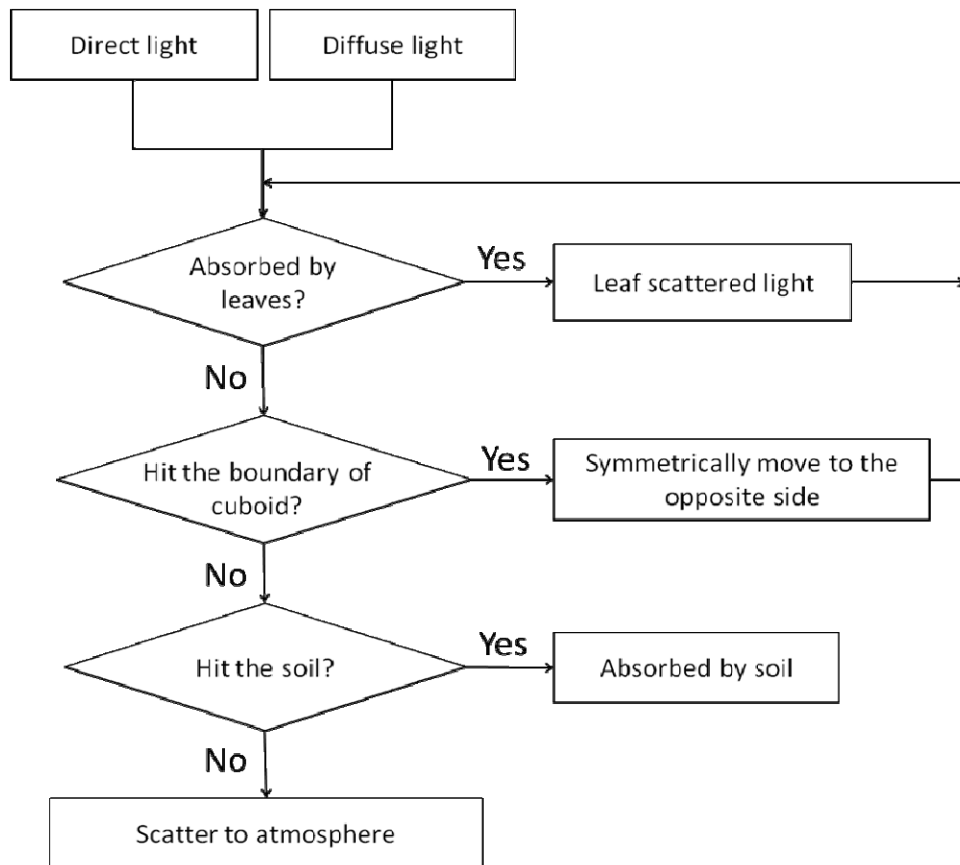 Direct light
Diffuse light
Absorbed by
leaves?
Yes
Leaf scattered light
No
Hit the boundary of
cuboid?
Yes
Symmetrically move to the
opposite side
No
Hit the soil?
Yes
Absorbed by soil
No
Scatter to atmosphere